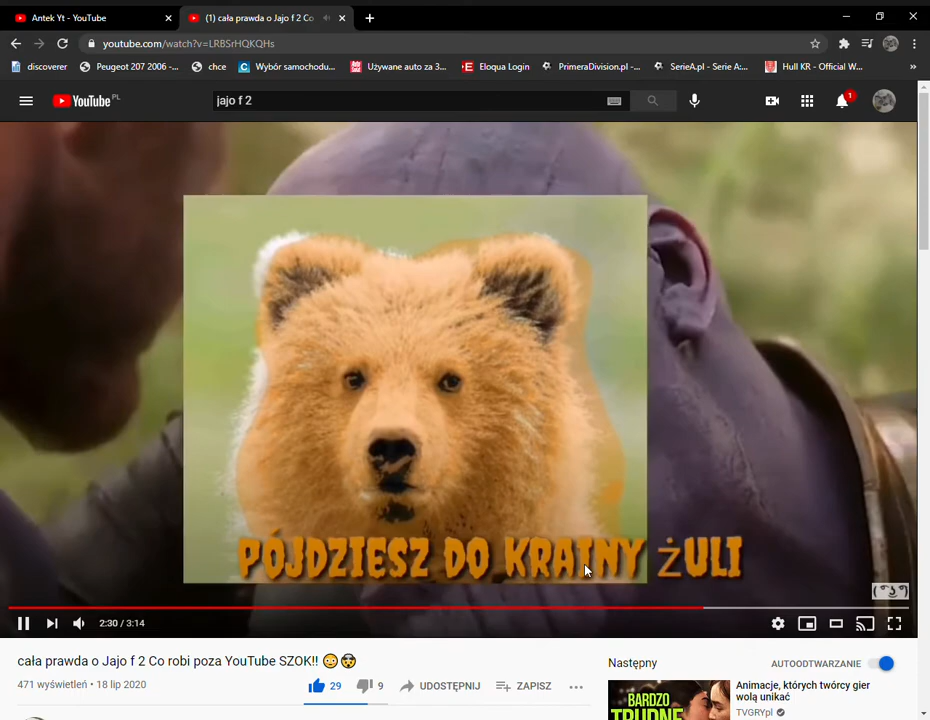 Antek Yt - YouTube
(1) cała prawda o Jajo f 2 Co
youtube.com/watch?v=LRBSrHQKQHs
discoverer
Peugeot 207 2006 -...
chce
Wybór samochodu...
Używane auto za 3...
Eloqua Login
PrimeraDivision.pl -...
SerieA.pl - Serie A:...
Hull KR - Official W...
»
YouTube PL
jajo f 2
1
PÓJDZIESZ DO KRAINY ŻULI
( ͡° ͜ʖ ͡°)
2:30 / 3:14
cała prawda o Jajo f 2 Co robi poza YouTube SZOK!! 😳🤯
471 wyświetleń • 18 lip 2020
29
9
UDOSTĘPNIJ
ZAPISZ
Następny
AUTOODTWARZANIE
BARDZO
TRUDNE
Animacje, których twórcy gier
wolą unikać
TVGRYpl